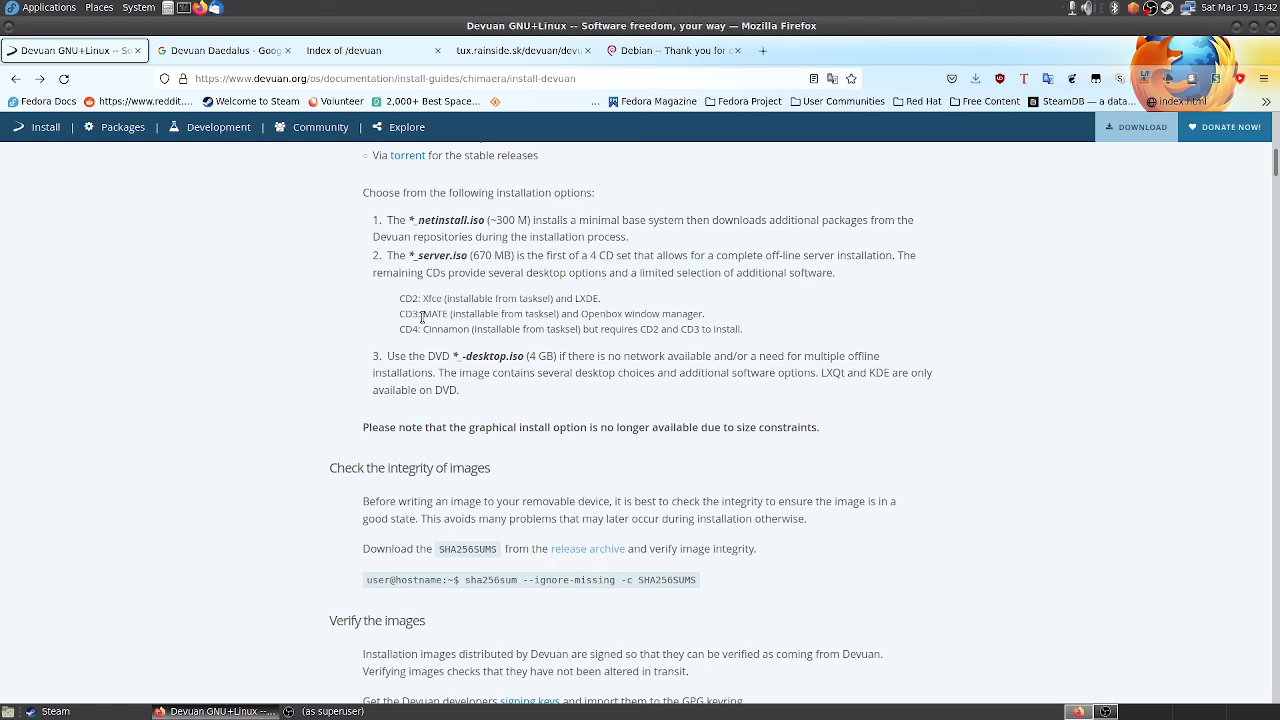 Applications Places System Sat Mar 19, 15:42
Devuan GNU+Linux -- Software freedom, your way — Mozilla Firefox
Devuan GNU+Linux -- So
Devuan Daedalus - Goog
Index of /devuan
tux.rainside.sk/devuan/devu
Debian -- Thank you for c
https://www.devuan.org/os/documentation/install-guides/chimaera/install-devuan
Fedora Docs https://www.reddit.... Welcome to Steam Volunteer 2,000+ Best Space... ... Fedora Magazine Fedora Project User Communities Red Hat Free Content SteamDB — a data... index.html
Install Packages Development Community Explore DOWNLOAD DONATE NOW!
Via torrent for the stable releases
Choose from the following installation options:
1. The *_netinstall.iso (~300 M) installs a minimal base system then downloads additional packages from the
Devuan repositories during the installation process.
2. The *_server.iso (670 MB) is the first of a 4 CD set that allows for a complete off-line server installation. The
remaining CDs provide several desktop options and a limited selection of additional software.
CD2: Xfce (installable from tasksel) and LXDE.
CD3: MATE (installable from tasksel) and Openbox window manager.
CD4: Cinnamon (installable from tasksel) but requires CD2 and CD3 to install.
3. Use the DVD *_-desktop.iso (4 GB) if there is no network available and/or a need for multiple offline
installations. The image contains several desktop choices and additional software options. LXQt and KDE are only
available on DVD.
Please note that the graphical install option is no longer available due to size constraints.
Check the integrity of images
Before writing an image to your removable device, it is best to check the integrity to ensure the image is in a
good state. This avoids many problems that may later occur during installation otherwise.
Download the SHA256SUMS from the release archive and verify image integrity.
user@hostname:~$ sha256sum --ignore-missing -c SHA256SUMS
Verify the images
Installation images distributed by Devuan are signed so that they can be verified as coming from Devuan.
Verifying images checks that they have not been altered in transit.
Get the Devuan developers signing keys and import them to the GPG keyring.
Steam Devuan GNU+Linux --... (as superuser)